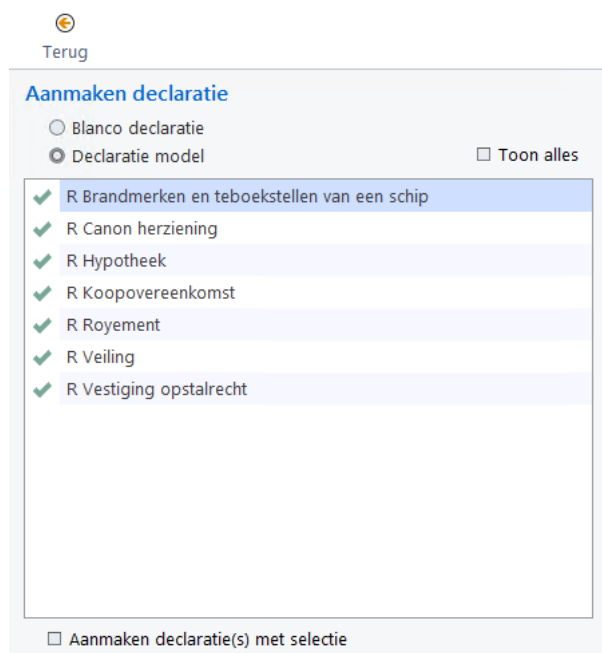 Terug
Aanmaken declaratie
Blanco declaratie
Declaratie model
Toon alles
R Brandmerken en teboekstellen van een schip
R Canon herziening
R Hypotheek
R Koopovereenkomst
R Royement
R Veiling
R Vestiging opstalrecht
Aanmaken declaratie(s) met selectie